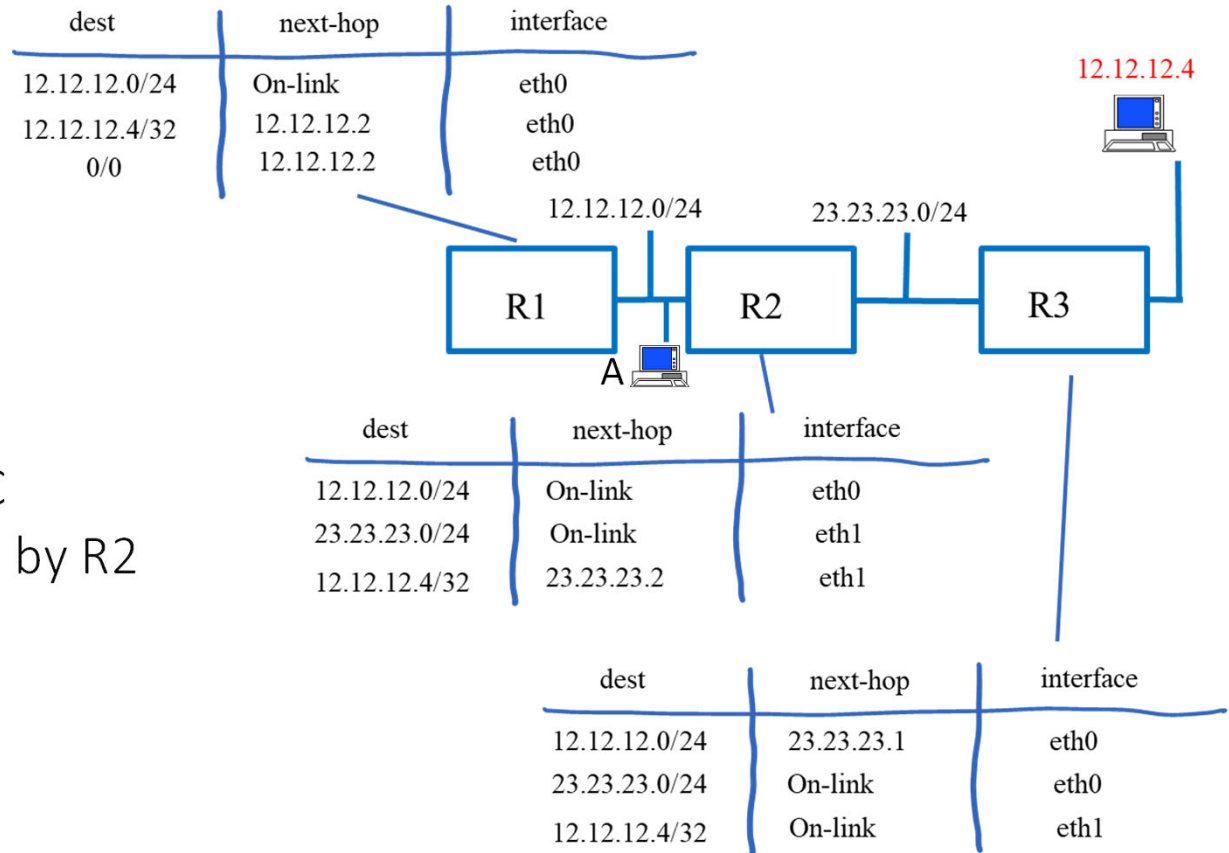 dest next-hop interface
12.12.12.0/24 On-link eth0
12.12.12.4/32 12.12.12.2 eth0
0/0 12.12.12.2 eth0
12.12.12.4
12.12.12.0/24
23.23.23.0/24
R1
R2
R3
A
dest next-hop interface
12.12.12.0/24 On-link eth0
23.23.23.0/24 On-link eth1
12.12.12.4/32 23.23.23.2 eth1
by R2
dest next-hop interface
12.12.12.0/24 23.23.23.1 eth0
23.23.23.0/24 On-link eth0
12.12.12.4/32 On-link eth1